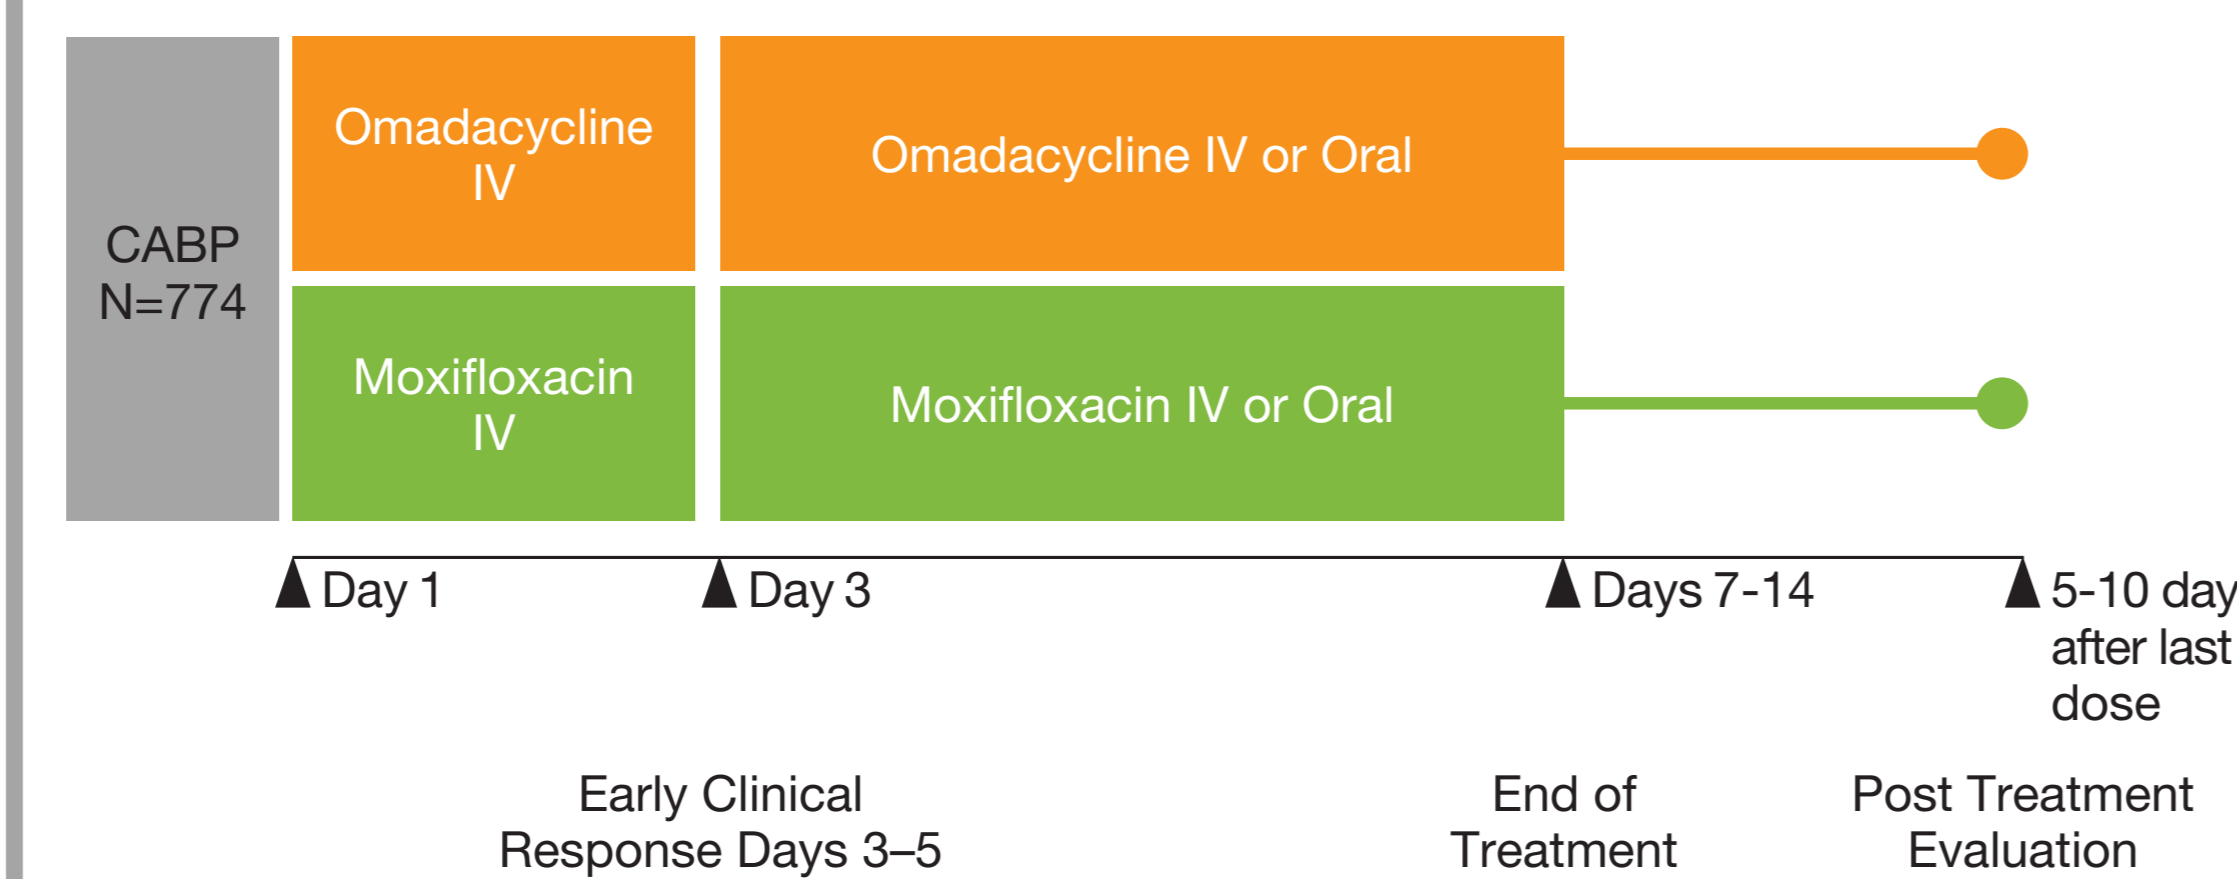 CABP
N=774
Omadacycline
IV
Omadacycline IV or Oral
Moxifloxacin
IV
Moxifloxacin IV or Oral
Day 1
Day 3
Days 7-14
5-10 day
after last
dose
Early Clinical
Response Days 3–5
End of
Treatment
Post Treatment
Evaluation